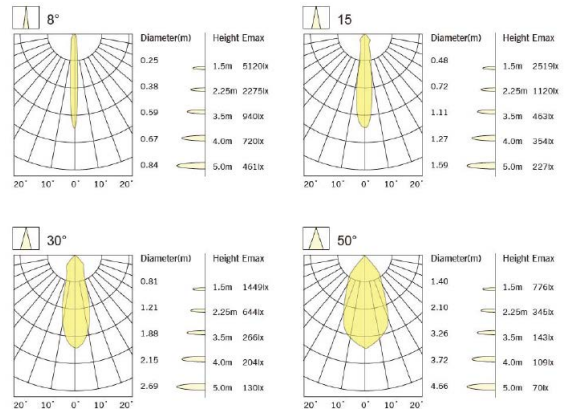 8°
Diameter(m) Height Emax
0.25 1.5m 5120lx
0.38 2.25m 2275lx
0.59 3.5m 940lx
0.67 4.0m 720lx
0.84 5.0m 461lx
20° 10° 0° 10° 20°
15
Diameter(m) Height Emax
0.48 1.5m 2519lx
0.72 2.25m 1120lx
1.11 3.5m 463lx
1.27 4.0m 354lx
1.59 5.0m 227lx
20° 10° 0° 10° 20°
30°
Diameter(m) Height Emax
0.81 1.5m 1449lx
1.21 2.25m 644lx
1.88 3.5m 266lx
2.15 4.0m 204lx
2.69 5.0m 130lx
20° 10° 0° 10° 20°
50°
Diameter(m) Height Emax
1.40 1.5m 776lx
2.10 2.25m 345lx
3.26 3.5m 143lx
3.72 4.0m 109lx
4.66 5.0m 70lx
20° 10° 0° 10° 20°